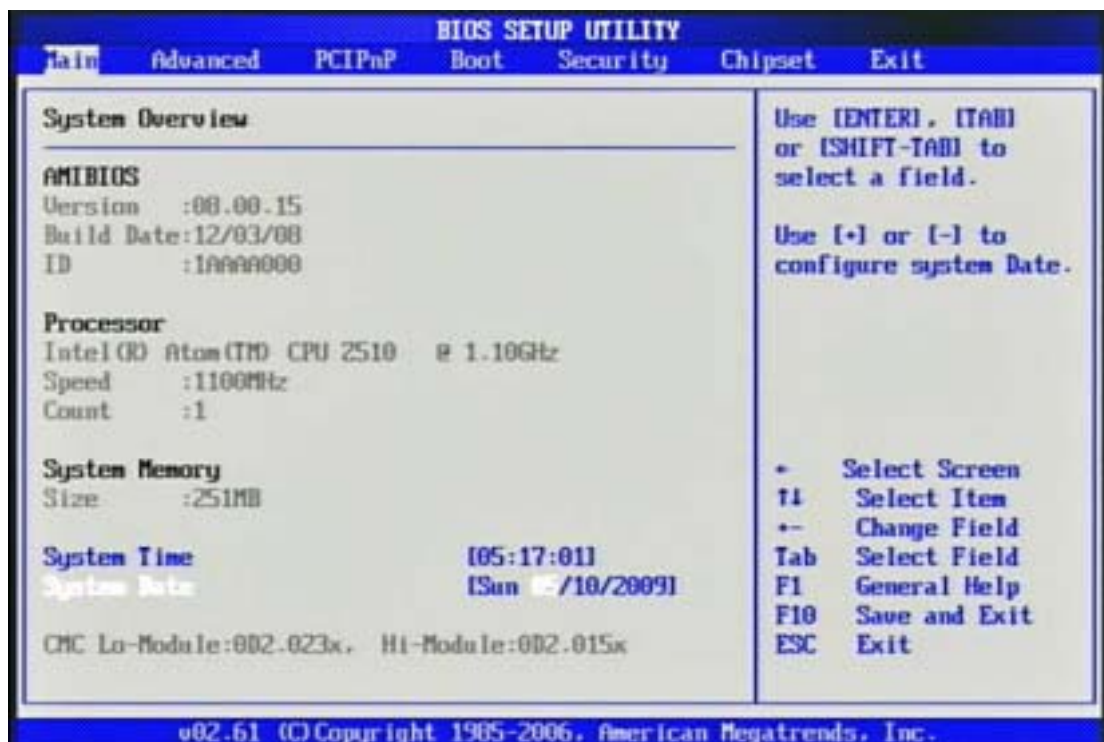 BIOS SETUP UTILITY
Main Advanced PCIPnP Boot Security Chipset Exit
System Overview
AMIBIOS
Version :08.00.15
Build Date:12/03/08
ID :1AAAA000
Processor
Intel(R) Atom(TM) CPU Z510 @ 1.10GHz
Speed :1100MHz
Count :1
System Memory
Size :251MB
System Time [05:17:01]
System Date [Sun 05/10/2009]
CMC Lo-Module:0D2.023x, Hi-Module:0D2.015x
Use [ENTER], [TAB]
or [SHIFT-TAB] to
select a field.
Use [+] or [-] to
configure system Date.
← Select Screen
↑↓ Select Item
+- Change Field
Tab Select Field
F1 General Help
F10 Save and Exit
ESC Exit
v02.61 (C)Copyright 1985-2006, American Megatrends, Inc.